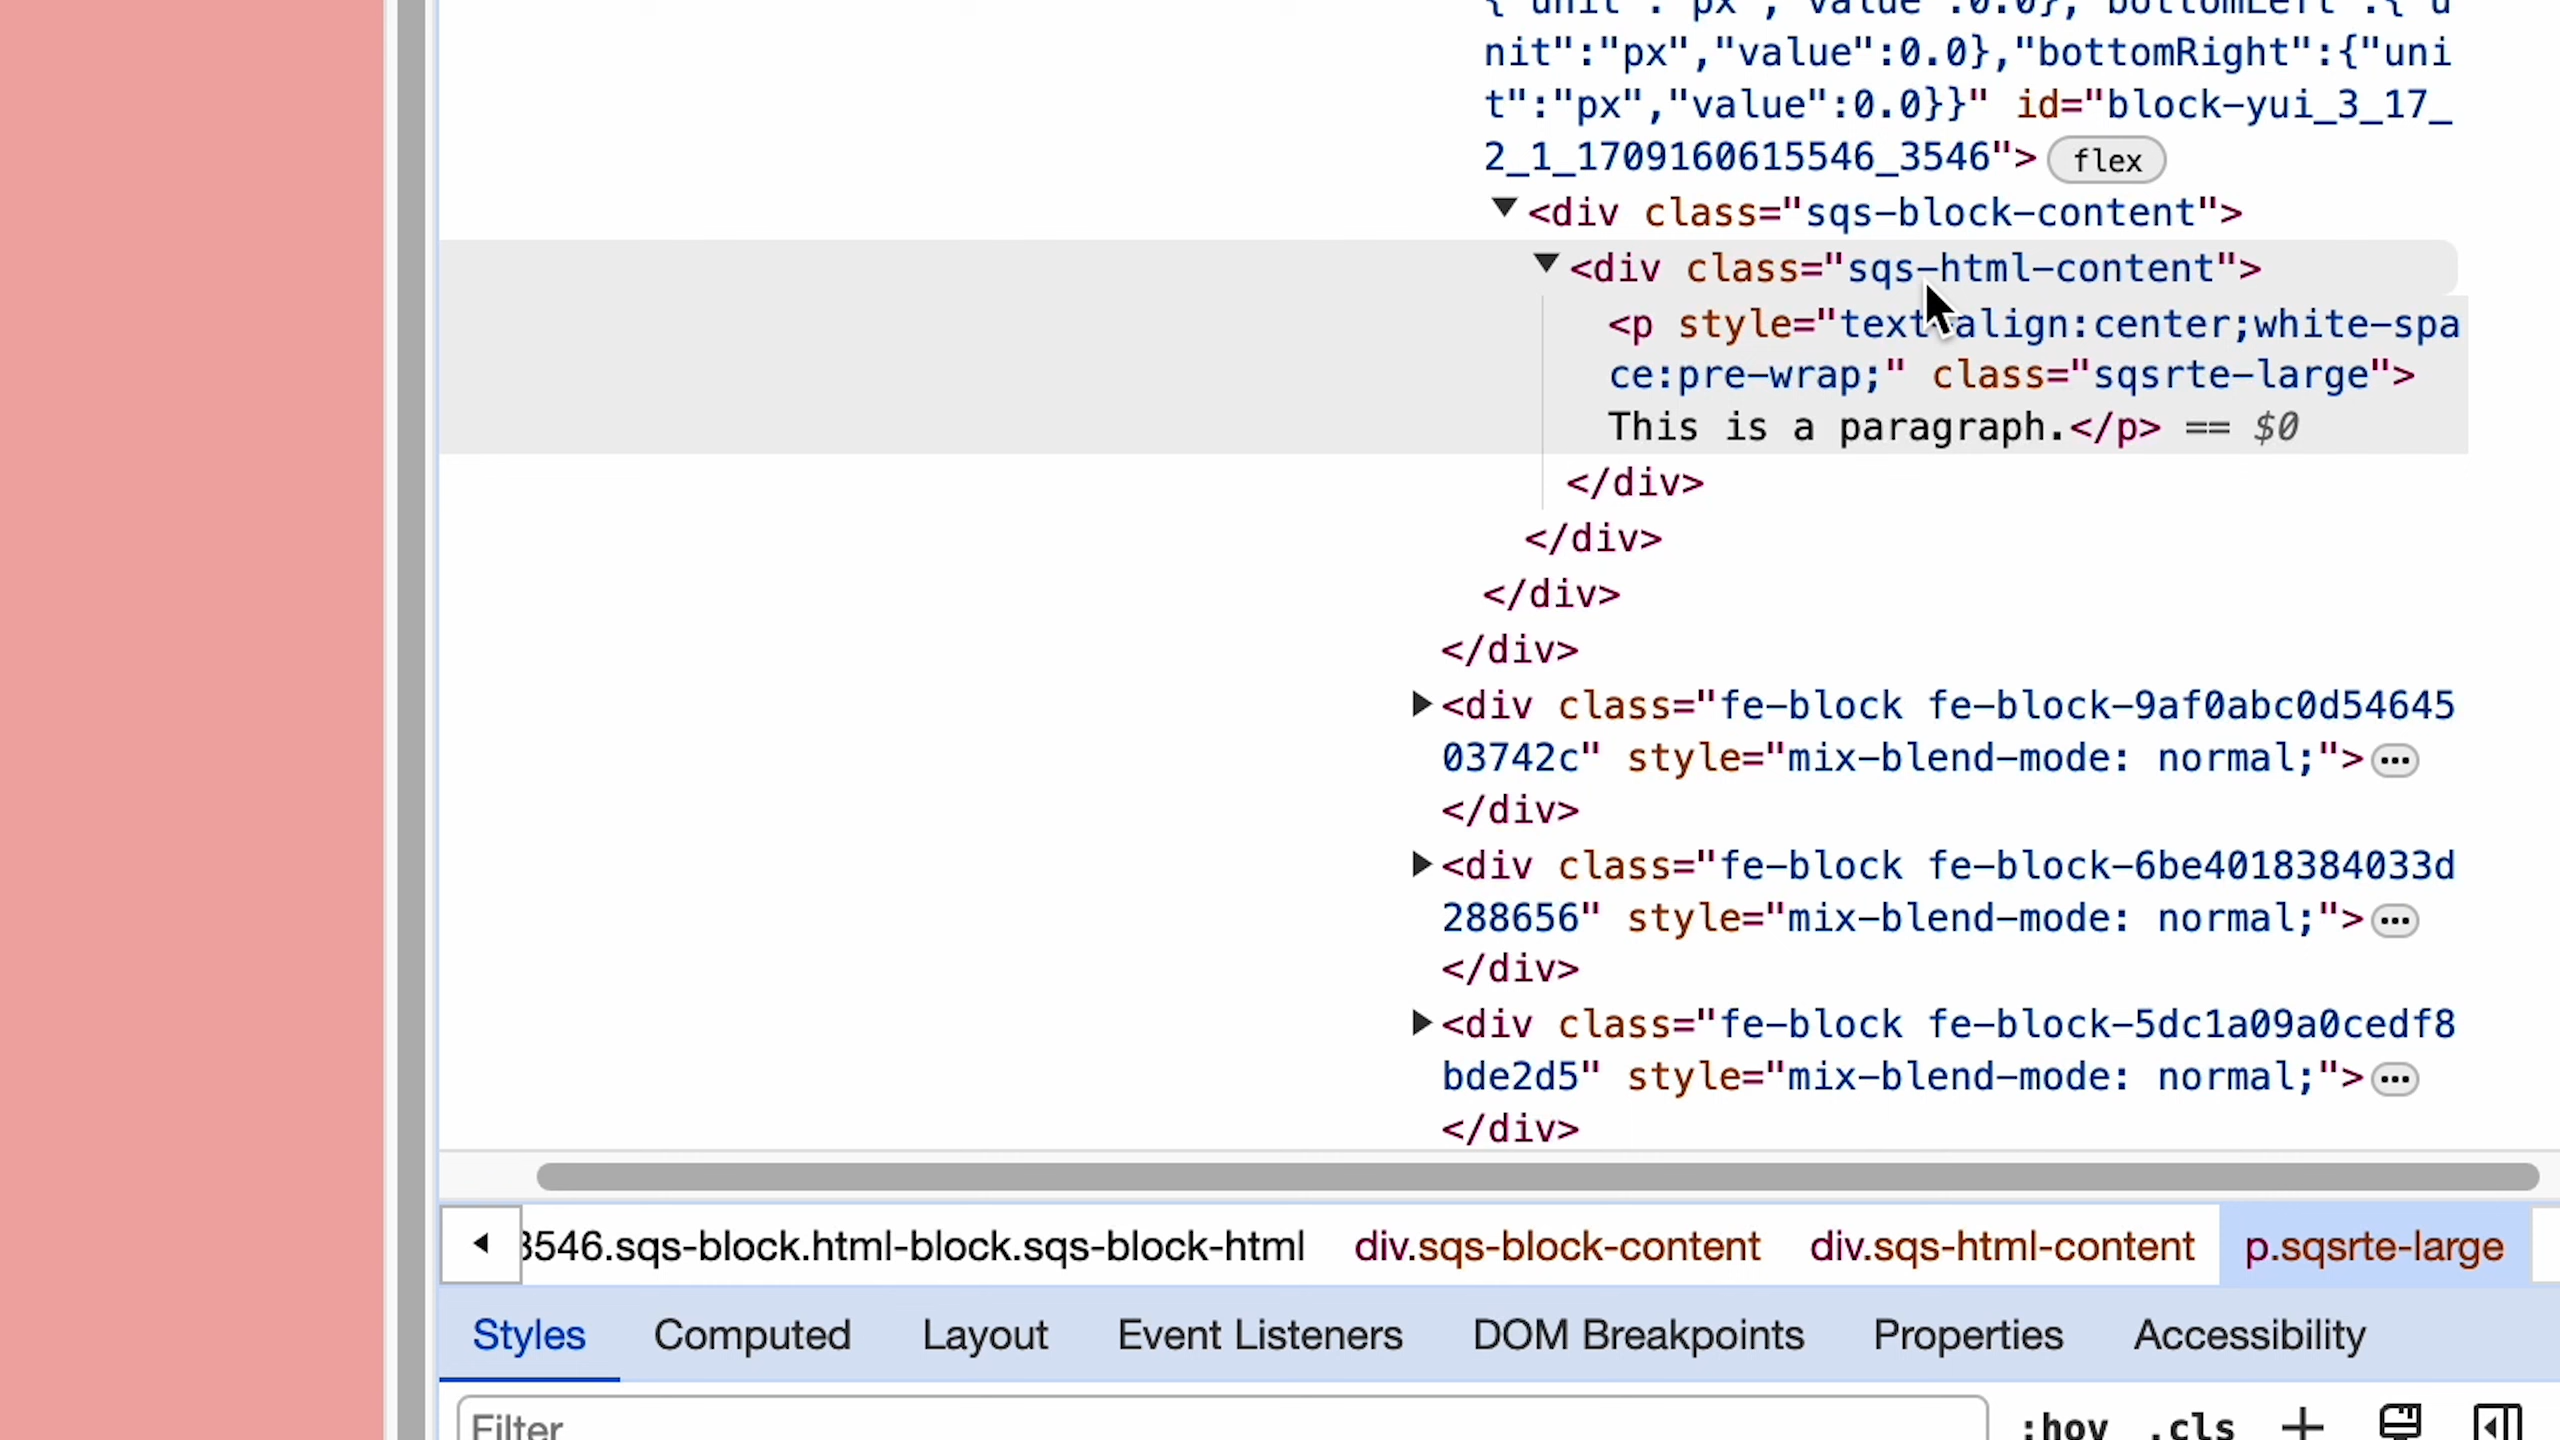 {"unit":"px","value":0.0},"bottomLeft":{"u
nit":"px","value":0.0},"bottomRight":{"uni
t":"px","value":0.0}}" id="block-yui_3_17_
2_1_1709160615546_3546"> flex
<div class="sqs-block-content">
<div class="sqs-html-content">
<p style="text-align:center;white-spa
ce:pre-wrap;" class="sqsrte-large">
This is a paragraph.</p> == $0
</div>
</div>
</div>
</div>
<div class="fe-block fe-block-9af0abc0d54645
03742c" style="mix-blend-mode: normal;">
</div>
<div class="fe-block fe-block-6be4018384033d
288656" style="mix-blend-mode: normal;">
</div>
<div class="fe-block fe-block-5dc1a09a0cedf8
bde2d5" style="mix-blend-mode: normal;">
</div>
3546.sqs-block.html-block.sqs-block-html div.sqs-block-content div.sqs-html-content p.sqsrte-large
Styles Computed Layout Event Listeners DOM Breakpoints Properties Accessibility
Filter :hov .cls